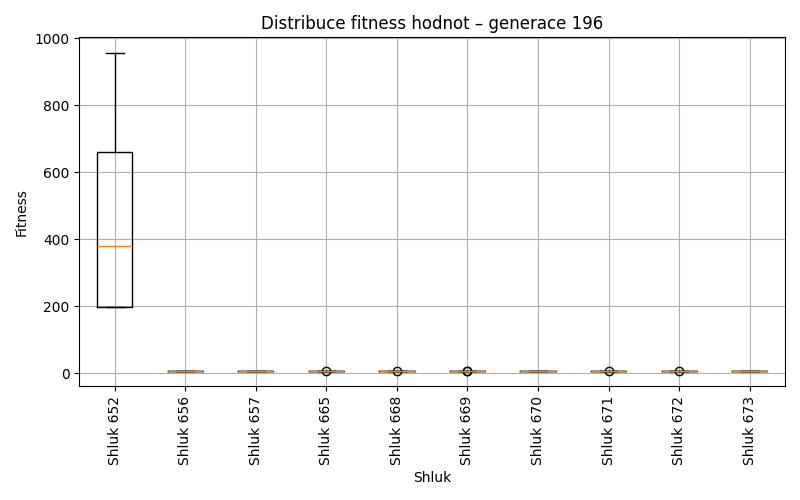 Distribuce fitness hodnot – generace 196
1000
800
600
400
200
0
Fitness
Shluk 652
Shluk 656
Shluk 657
Shluk 665
Shluk 668
Shluk 669
Shluk 670
Shluk 671
Shluk 672
Shluk 673
Shluk